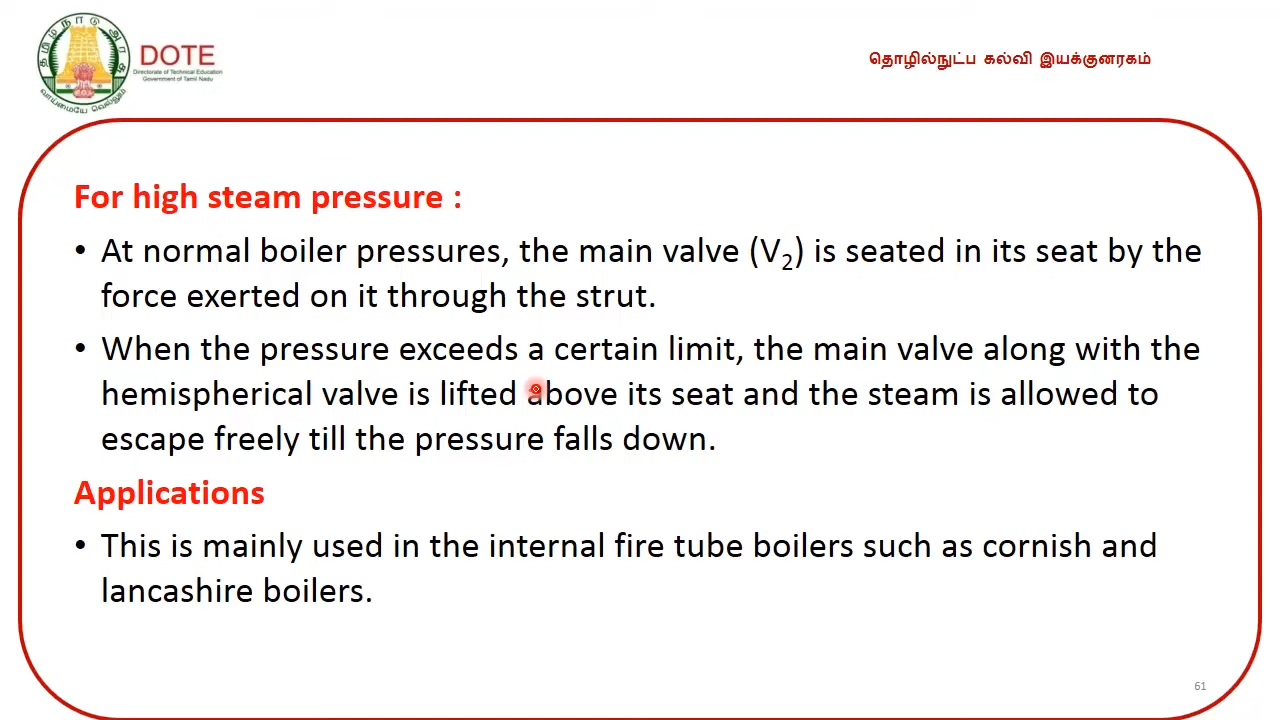 தமிழ்நாடு அரசு
வாய்மையே வெல்லும்
DOTE
Directorate of Technical Education
Government of Tamil Nadu
தொழில்நுட்ப கல்வி இயக்குனரகம்
For high steam pressure :
• At normal boiler pressures, the main valve (V₂) is seated in its seat by the
force exerted on it through the strut.
• When the pressure exceeds a certain limit, the main valve along with the
hemispherical valve is lifted above its seat and the steam is allowed to
escape freely till the pressure falls down.
Applications
• This is mainly used in the internal fire tube boilers such as cornish and
lancashire boilers.
61